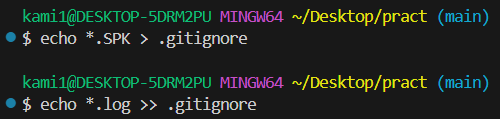 kami1@DESKTOP-5DRM2PU MINGW64 ~/Desktop/pract (main)
$ echo *.SPK > .gitignore
kami1@DESKTOP-5DRM2PU MINGW64 ~/Desktop/pract (main)
$ echo *.log >> .gitignore